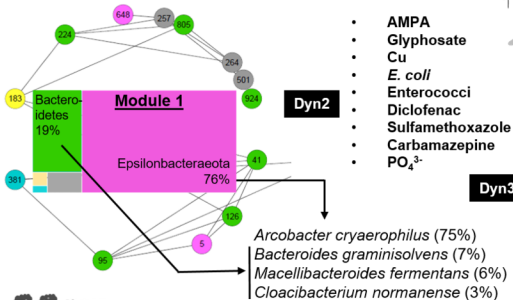 648
257
805
224
264
501
924
183
Bactero-
idetes
19%
Module 1
Epsilonbacteraeota
76%
381
41
126
5
95
Dyn2
• AMPA
• Glyphosate
• Cu
• E. coli
• Enterococci
• Diclofenac
• Sulfamethoxazole
• Carbamazepine
• PO₄³⁻
Dyn3
Arcobacter cryaerophilus (75%)
Bacteroides graminisolvens (7%)
Macellibacteroides fermentans (6%)
Cloacibacterium normanense (3%)